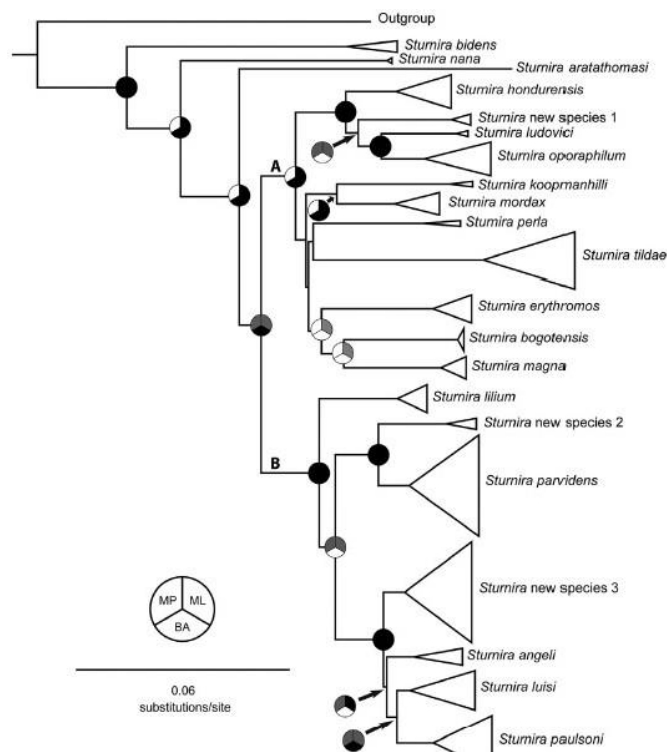 Outgroup
Sturnira bidens
Sturnira nana
Sturnira aratathomasi
Sturnira hondurensis
Sturnira new species 1
Sturnira ludovici
Sturnira oporaphilum
A
Sturnira koopmanhilli
Sturnira mordax
Sturnira perla
Sturnira tildae
Sturnira erythromos
Sturnira bogotensis
Sturnira magna
Sturnira lilium
Sturnira new species 2
B
Sturnira parvidens
Sturnira new species 3
MP ML
BA
Sturnira angeli
0.06
Sturnira luisi
substitutions/site
Sturnira paulsoni